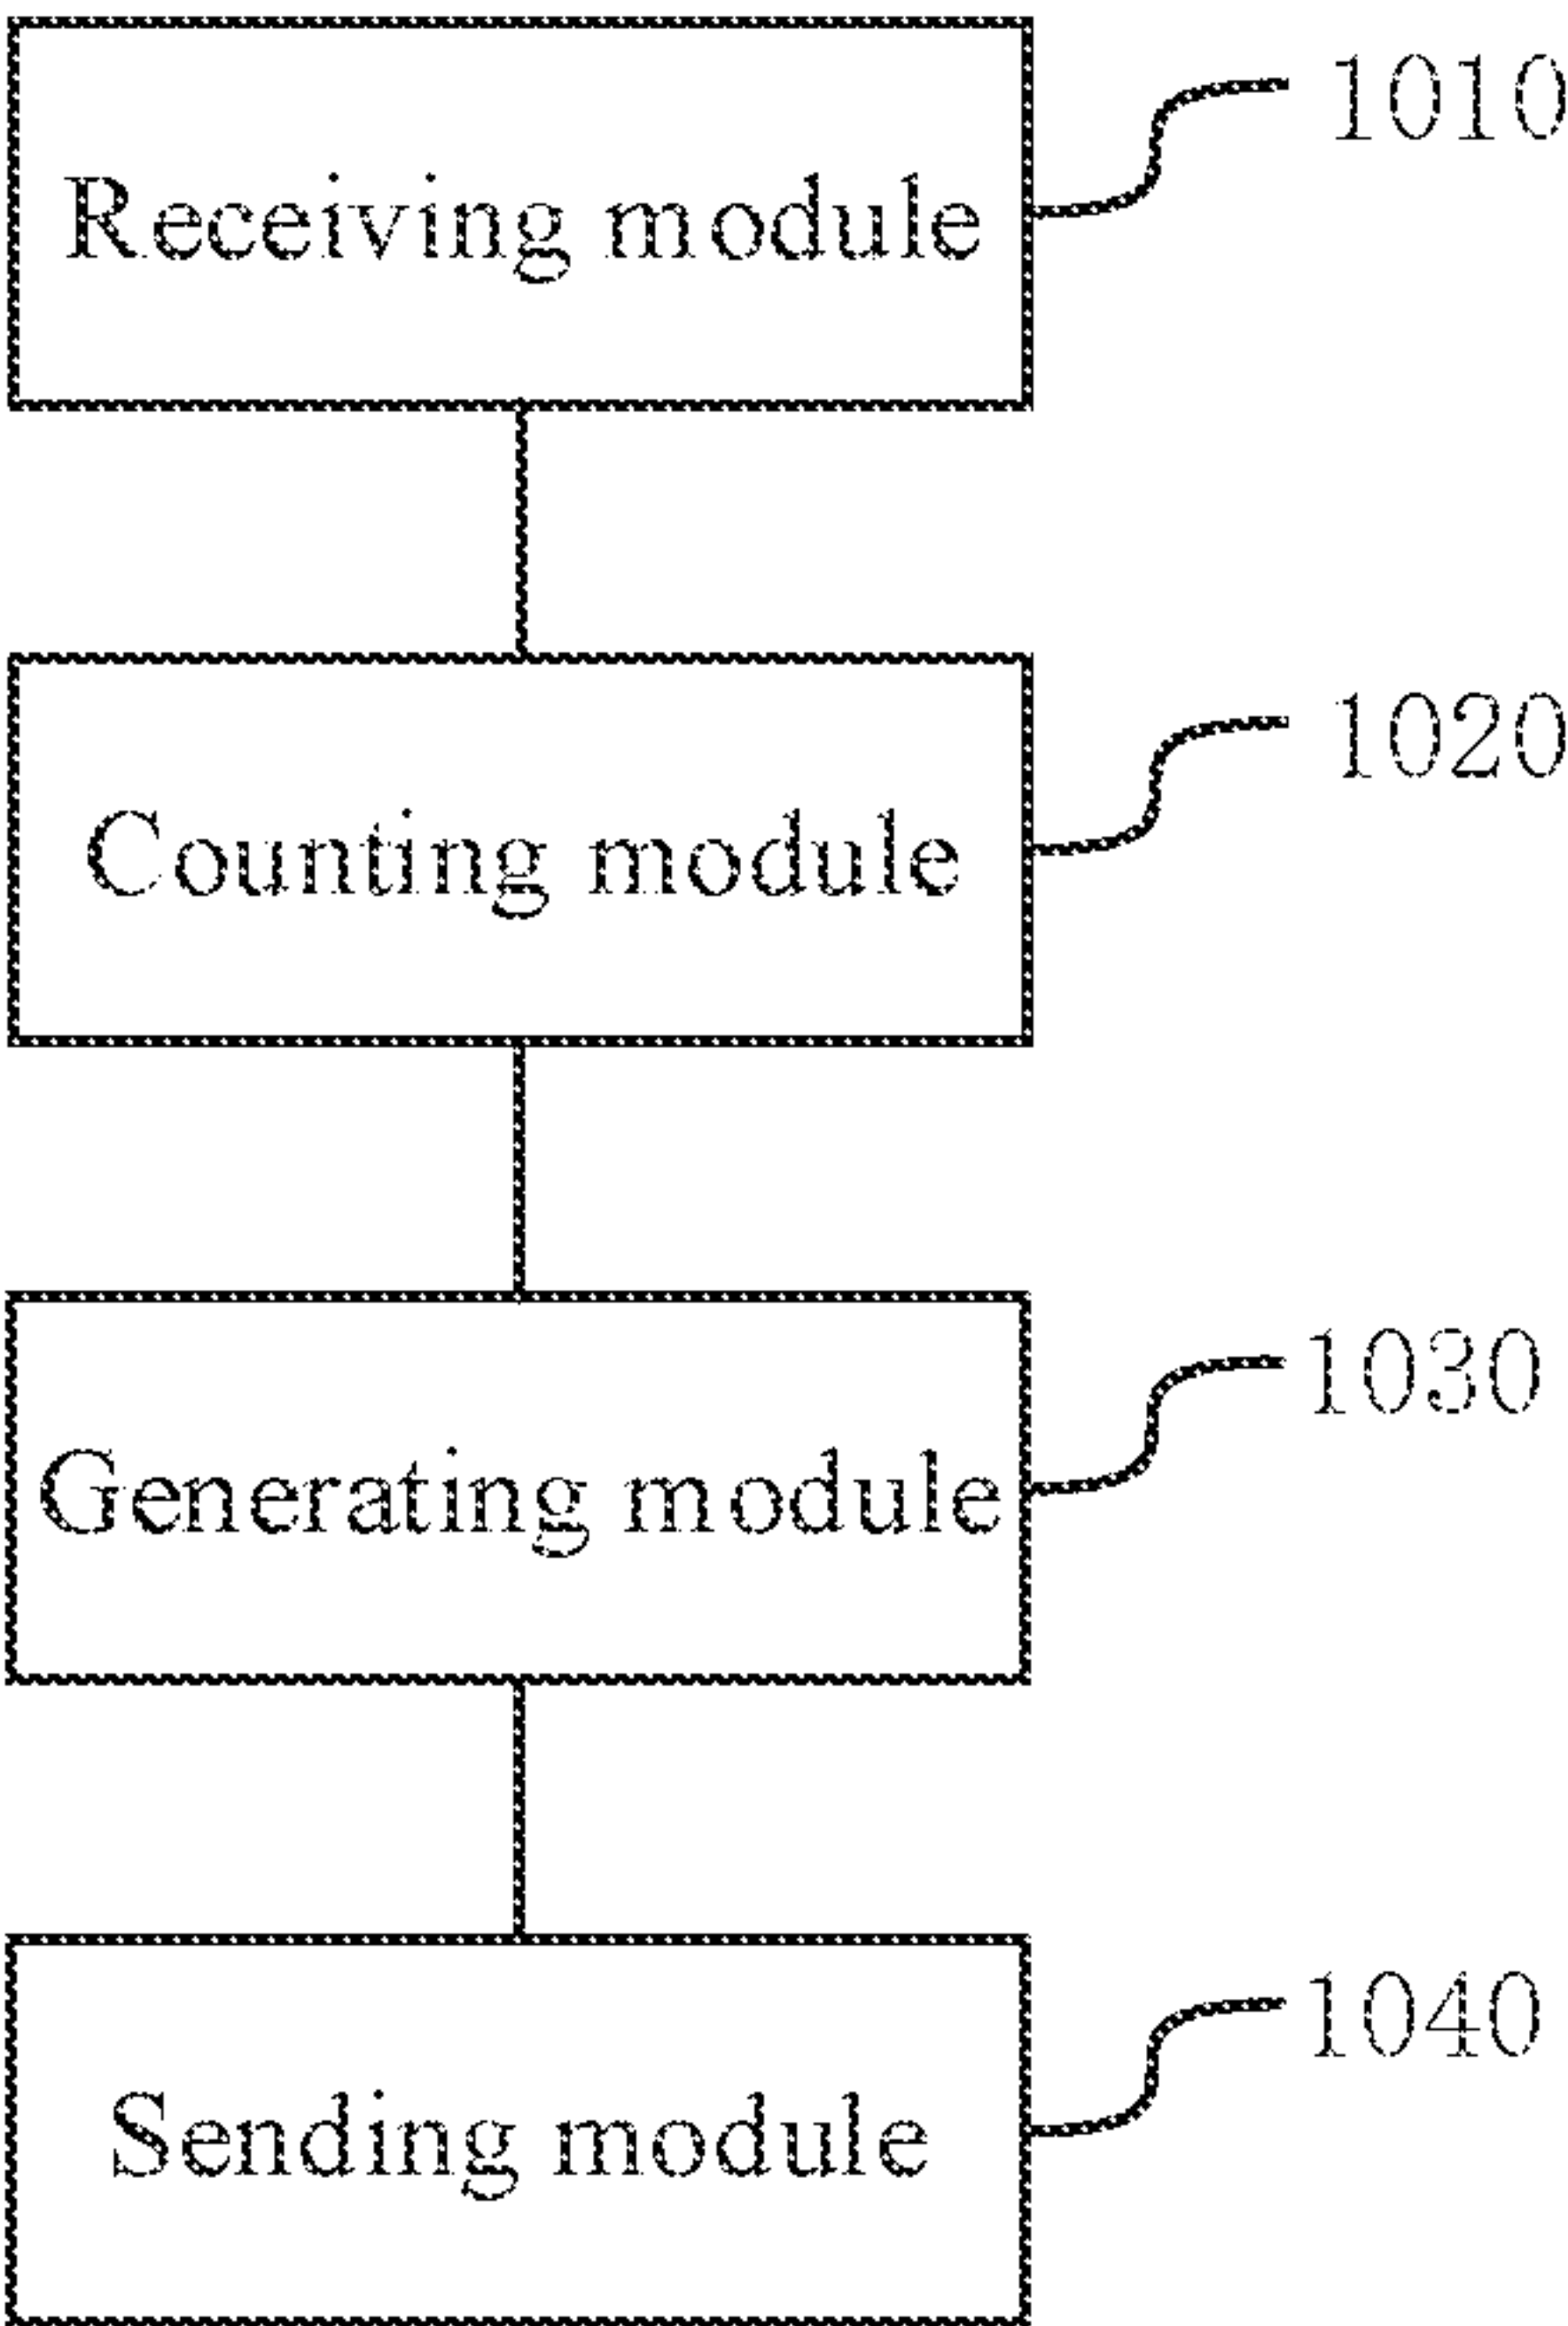 1010
Receiving module
1020
Counting module
1030
Generating module
1040
Sending module